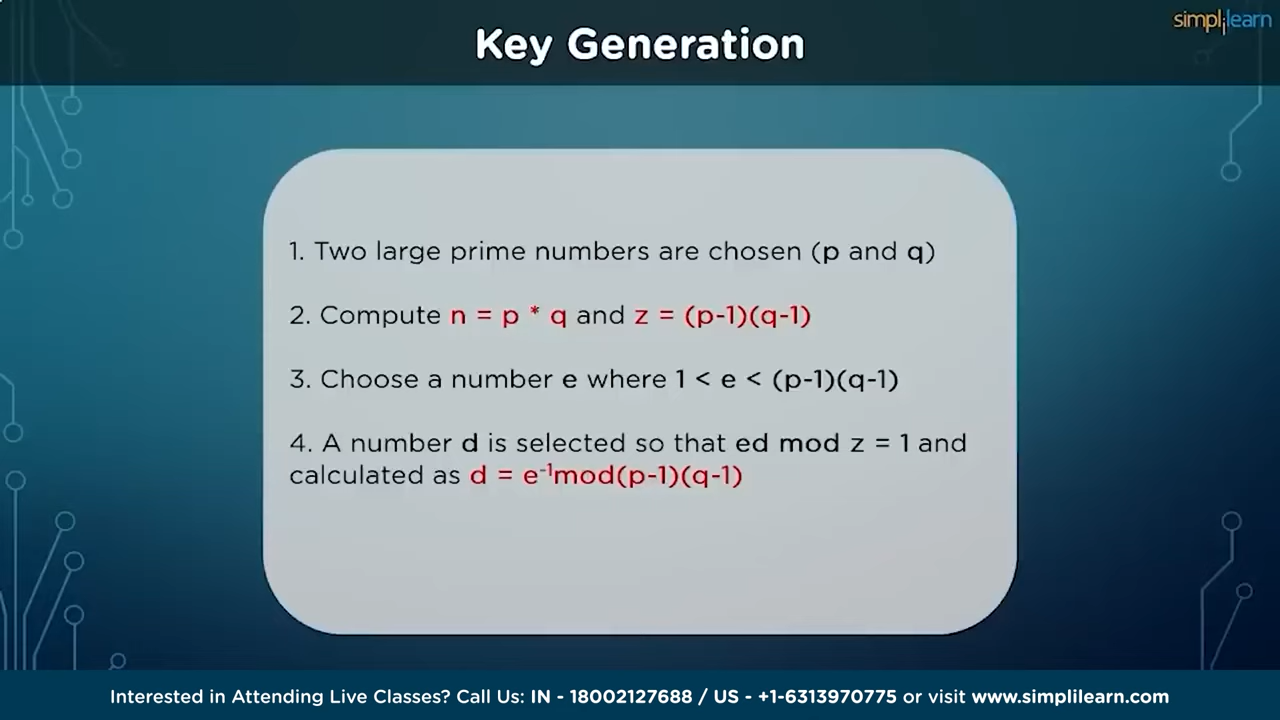 Key Generation
simplilearn
1. Two large prime numbers are chosen (p and q)
2. Compute n = p * q and z = (p-1)(q-1)
3. Choose a number e where 1 < e < (p-1)(q-1)
4. A number d is selected so that ed mod z = 1 and
calculated as d = e⁻¹mod(p-1)(q-1)
Interested in Attending Live Classes? Call Us: IN - 18002127688 / US - +1-6313970775 or visit www.simplilearn.com